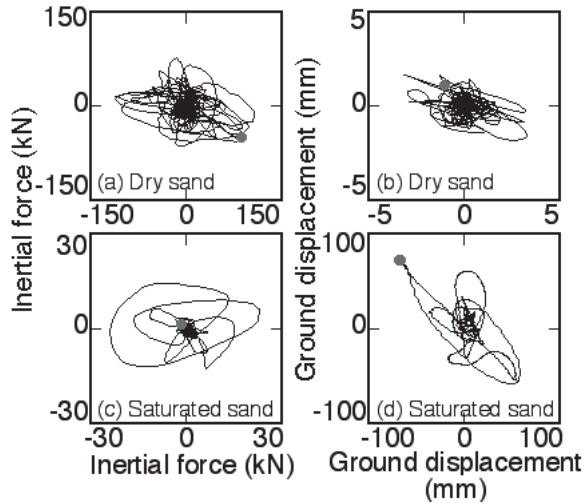 Inertial force (kN)
150
0
-150
(a) Dry sand
-150
0
150
Ground displacement (mm)
5
0
-5
(b) Dry sand
-5
0
5
30
0
-30
(c) Saturated sand
-30
0
30
Inertial force (kN)
100
0
-100
(d) Saturated sand
-100
0
100
Ground displacement
(mm)